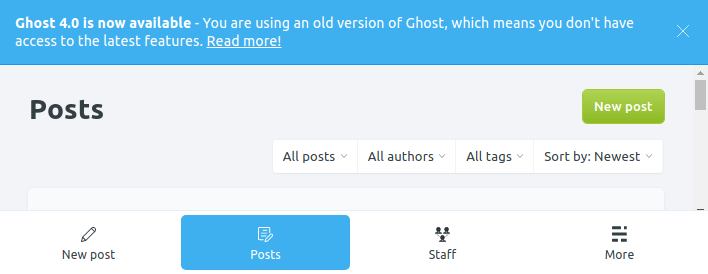 Ghost 4.0 is now available - You are using an old version of Ghost, which means you don't have
access to the latest features. Read more!
Posts
New post
All posts
All authors
All tags
Sort by: Newest
New post
Posts
Staff
More